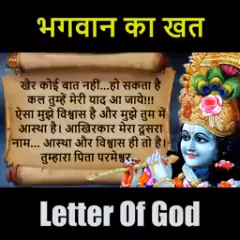 भगवान का खत
खेर कोई बात नहीं...हो सकता है
कल तुम्हें मेरी याद आ जाये!!!
ऐसा मुझे विश्वास है और मुझे तुम में
आस्था है। आखिरकार मेरा दूसरा
नाम... आस्था और विश्वास ही तो है।
तुम्हारा पिता परमेश्वर...
Letter Of God